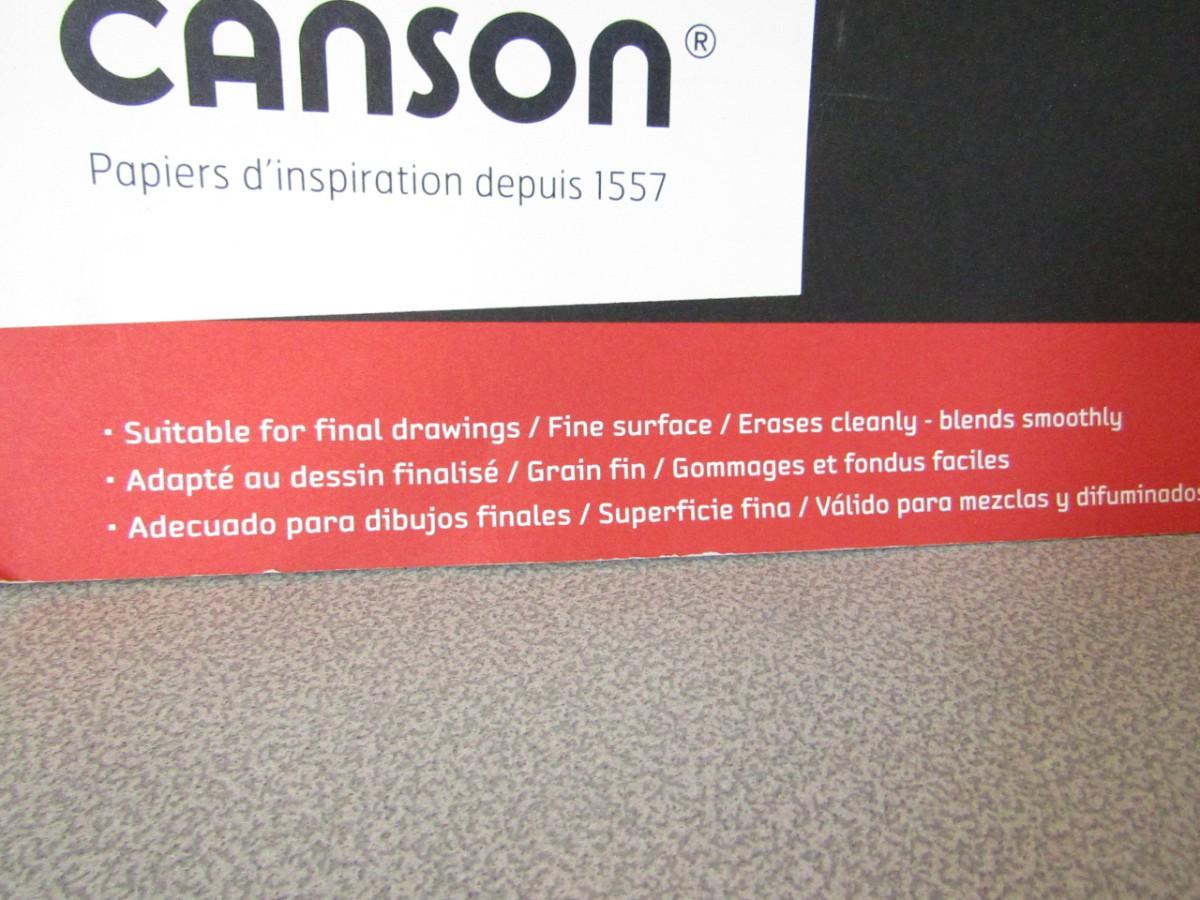 CANSON®
Papiers d'inspiration depuis 1557
· Suitable for final drawings / Fine surface / Erases cleanly - blends smoothly
· Adapté au dessin finalisé / Grain fin / Gommages et fondus faciles
· Adecuado para dibujos finales / Superficie fina / Válido para mezclas y difuminados